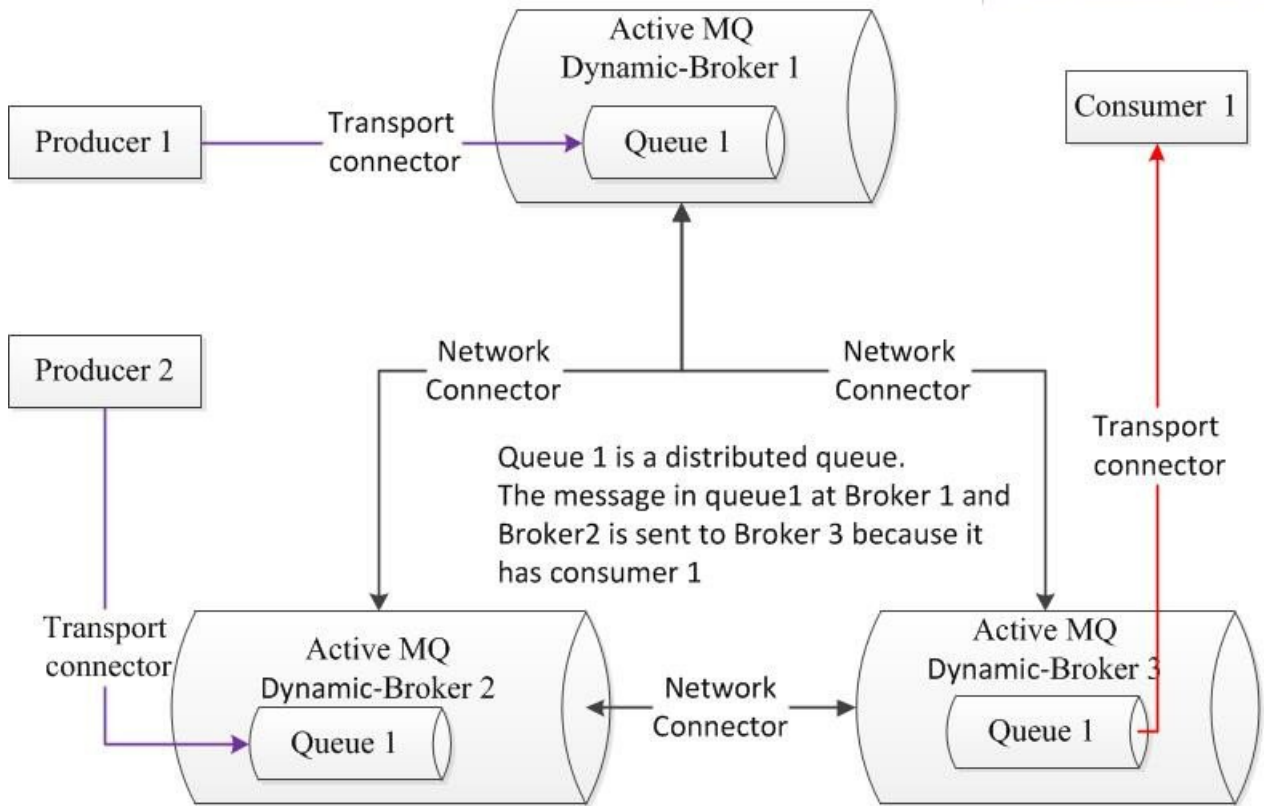 Active MQ
Dynamic-Broker 1
Queue 1
Producer 1
Transport
connector
Consumer 1
Producer 2
Network
Connector
Network
Connector
Transport
connector
Queue 1 is a distributed queue.
The message in queue1 at Broker 1 and
Broker2 is sent to Broker 3 because it
has consumer 1
Transport
connector
Active MQ
Dynamic-Broker 2
Queue 1
Network
Connector
Active MQ
Dynamic-Broker 3
Queue 1